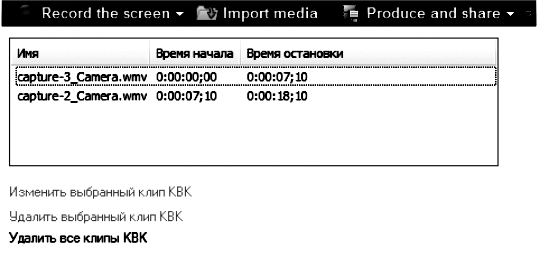 Record the screen Import media Produce and share
Имя Время начала Время остановки
capture-3_Camera.wmv 0:00:00;00 0:00:07;10
capture-2_Camera.wmv 0:00:07;10 0:00:18;10
Изменить выбранный клип КВК
Удалить выбранный клип КВК
Удалить все клипы КВК